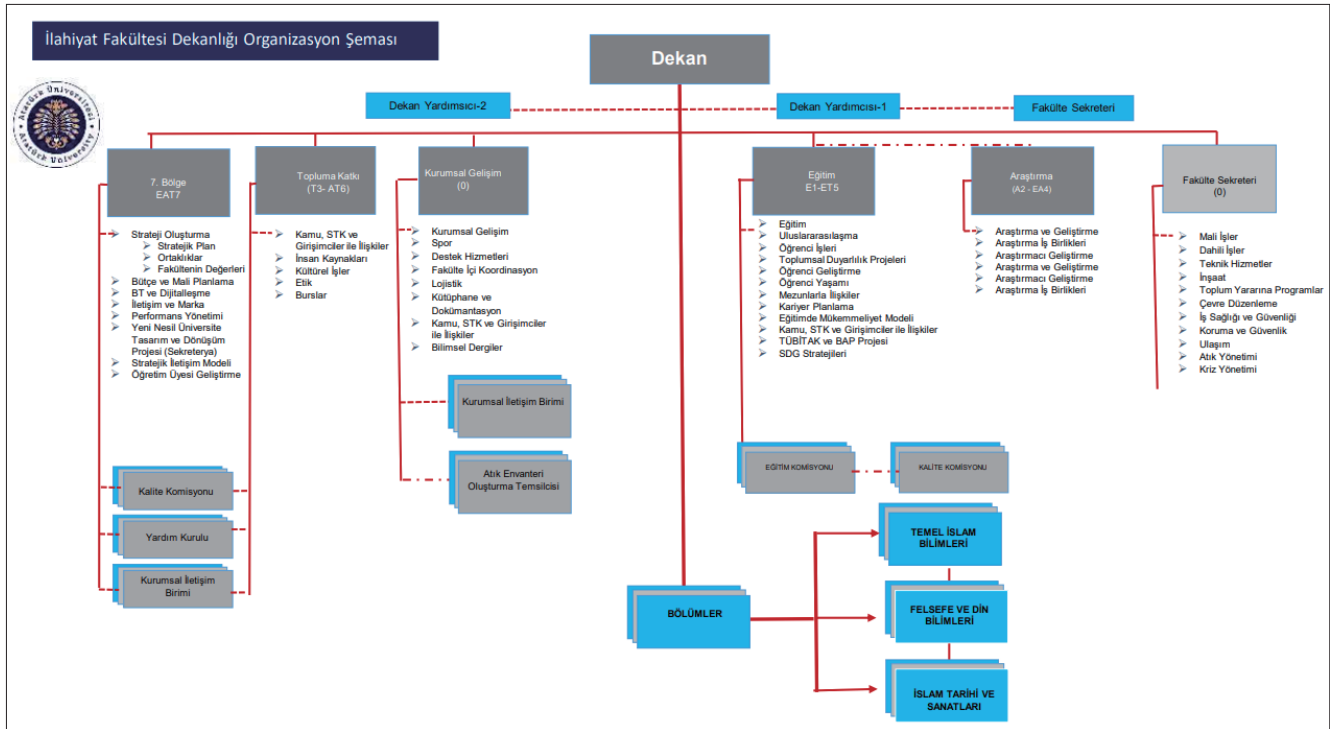 İlahiyat Fakültesi Dekanlığı Organizasyon Şeması
Atatürk Üniversitesi
Atatürk University
Dekan
Dekan Yardımsıcı-2
Dekan Yardımcısı-1
Fakülte Sekreteri
7. Bölge
EAT7
Strateji Oluşturma
Stratejik Plan
Ortaklıklar
Fakültenin Değerleri
Bütçe ve Mali Planlama
BT ve Dijitalleşme
İletişim ve Marka
Performans Yönetimi
Yeni Nesil Üniversite
Tasarım ve Dönüşüm
Projesi (Sekreterya)
Stratejik İletişim Modeli
Öğretim Üyesi Geliştirme
Kalite Komisyonu
Yardım Kurulu
Kurumsal İletişim
Birimi
Topluma Katkı
(T3- AT6)
Kamu, STK ve
Girişimciler ile İlişkiler
İnsan Kaynakları
Kültürel İşler
Etik
Burslar
Kurumsal Gelişim
(0)
Kurumsal Gelişim
Spor
Destek Hizmetleri
Fakülte İçi Koordinasyon
Lojistik
Kütüphane ve
Dokümantasyon
Kamu, STK ve Girişimciler
ile İlişkiler
Bilimsel Dergiler
Kurumsal İletişim Birimi
Atık Envanteri
Oluşturma Temsilcisi
Eğitim
E1-ET5
Eğitim
Uluslararasılaşma
Öğrenci İşleri
Toplumsal Duyarlılık Projeleri
Öğrenci Geliştirme
Öğrenci Yaşamı
Mezunlarla İlişkiler
Kariyer Planlama
Eğitimde Mükemmeliyet Modeli
Kamu, STK ve Girişimciler ile İlişkiler
TÜBİTAK ve BAP Projesi
SDG Stratejileri
EĞİTİM KOMİSYONU
KALİTE KOMİSYONU
Araştırma
(A2 - EA4)
Araştırma ve Geliştirme
Araştırma İş Birlikleri
Araştırmacı Geliştirme
Araştırma ve Geliştirme
Araştırmacı Geliştirme
Araştırma İş Birlikleri
Fakülte Sekreteri
(0)
Mali İşler
Dahili İşler
Teknik Hizmetler
İnşaat
Toplum Yararına Programlar
Çevre Düzenleme
İş Sağlığı ve Güvenliği
Koruma ve Güvenlik
Ulaşım
Atık Yönetimi
Kriz Yönetimi
BÖLÜMLER
TEMEL İSLAM
BİLİMLERİ
FELSEFE VE DİN
BİLİMLERİ
İSLAM TARİHİ VE
SANATLARI